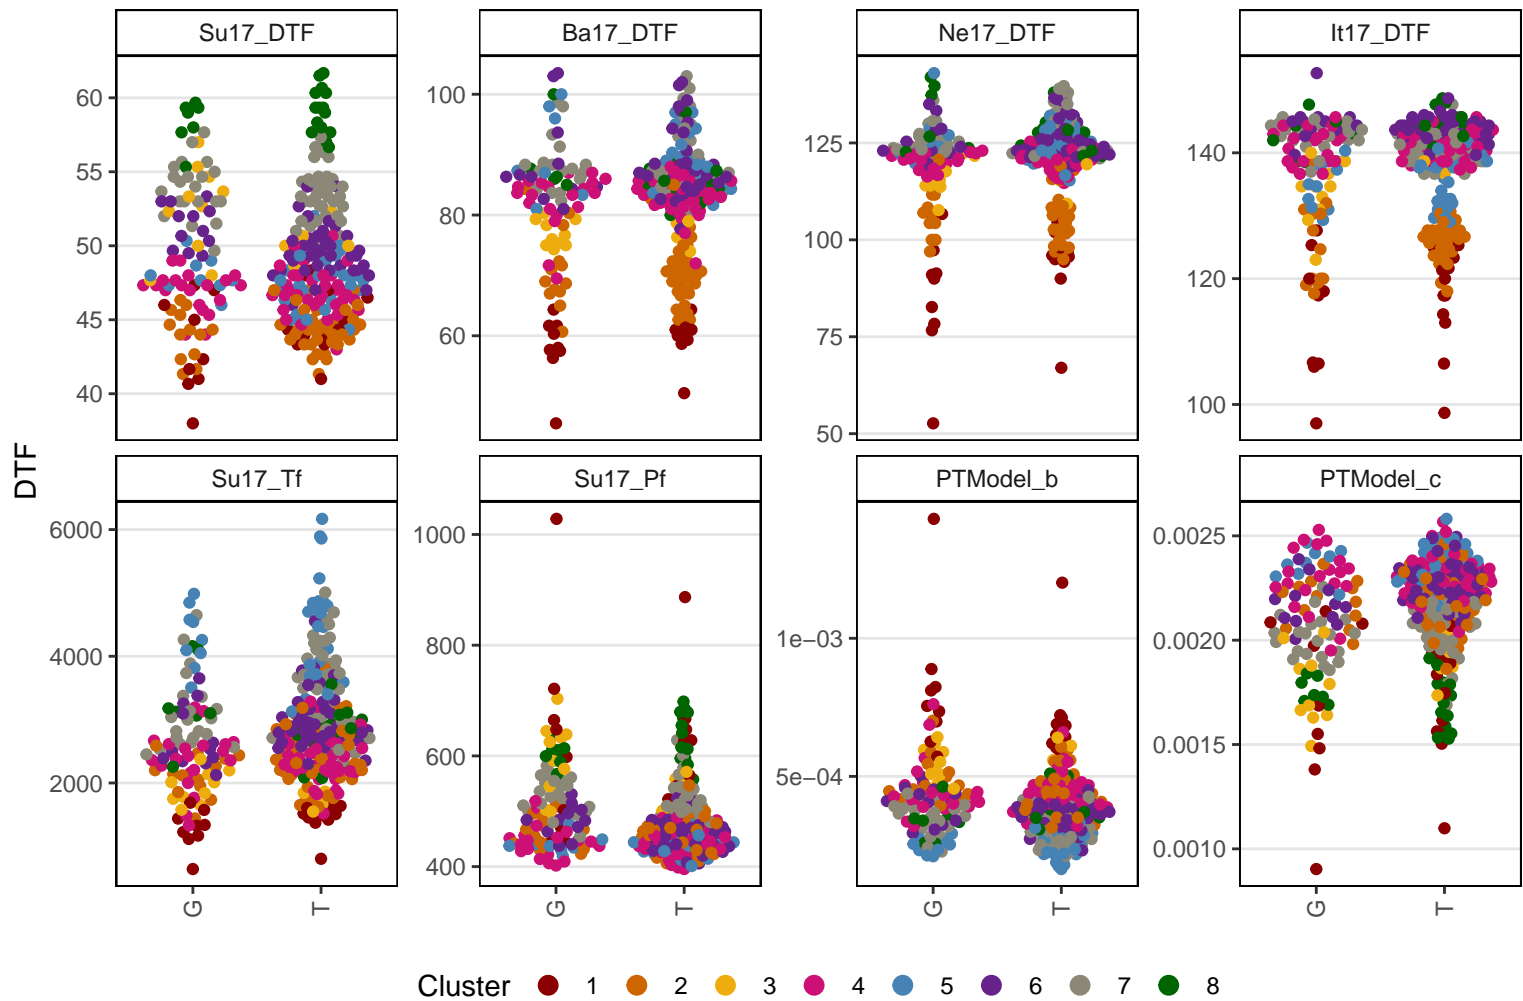 Su17_DTF
Ba17_DTF
Ne17_DTF
It17_DTF
60
55
50
45
40
100
80
60
125
100
75
50
140
120
100
DTF
Su17_Tf
Su17_Pf
PTModel_b
PTModel_c
6000
4000
2000
1000
800
600
400
1e−03
5e−04
0.0025
0.0020
0.0015
0.0010
G
T
G
T
G
T
G
T
Cluster 1 2 3 4 5 6 7 8